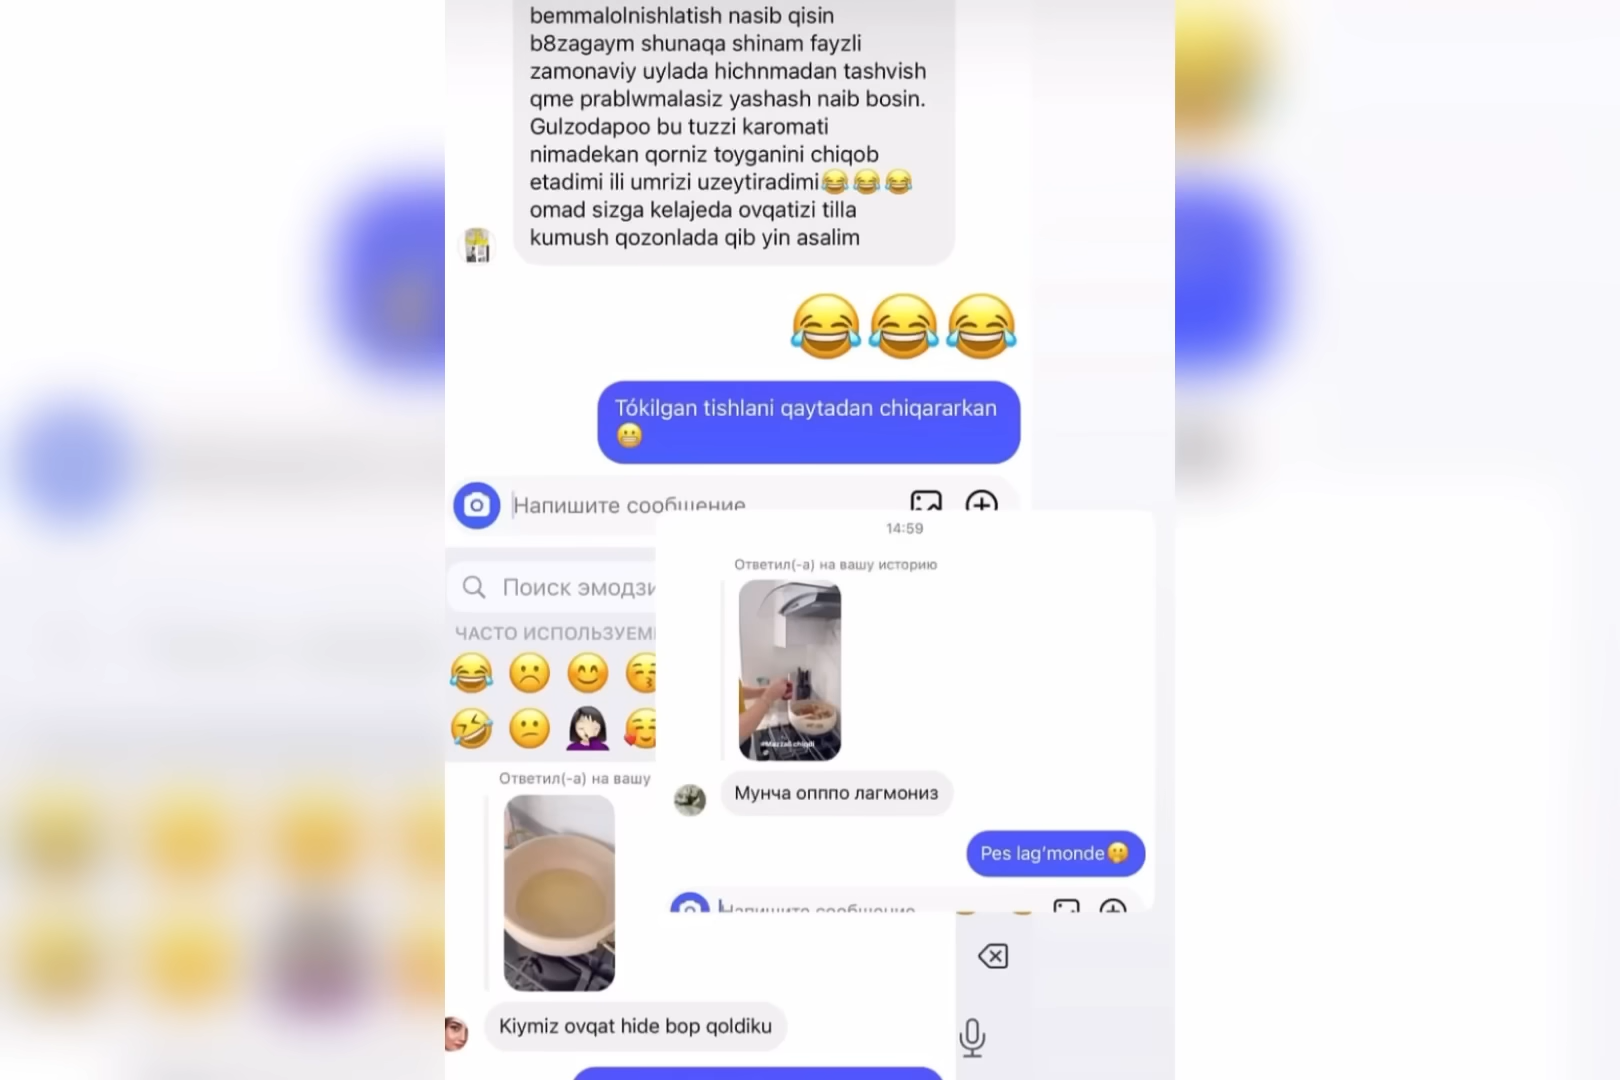 bemmalolnishlatish nasib qisin
b8zagaym shunaqa shinam fayzli
zamonaviy uylada hichnmadan tashvish
qme prablwmalasiz yashash naib bosin.
Gulzodapoo bu tuzzi karomati
nimadekan qorniz toyganini chiqob
etadimi ili umrizi uzeytiradimi😂😂😂
omad sizga kelajeda ovqatizi tilla
kumush qozonlada qib yin asalim
😂😂😂
Tókilgan tishlani qaytadan chiqararkan
😬
Напишите сообщение
Поиск эмодзи
ЧАСТО ИСПОЛЬЗУЕМ
14:59
Ответил(-а) на вашу историю
Мунча опппо лагмониз
Pes lag‘monde🤭
Напишите сообщение
Ответил(-а) на вашу
Kiymiz ovqat hide bop qoldiku